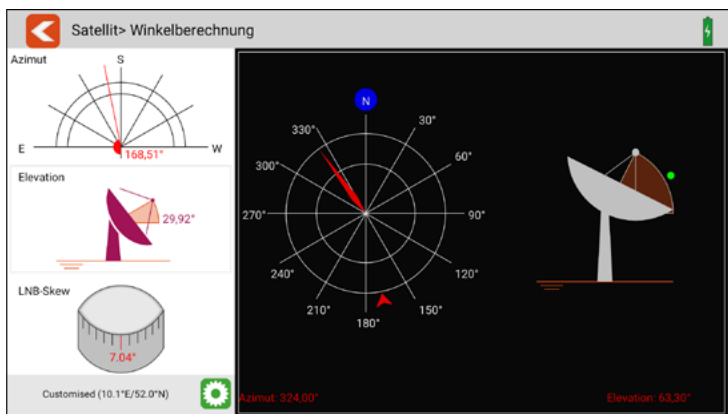 Satellit> Winkelberechnung
Azimut
S
E
W
168,51°
Elevation
29,92°
LNB-Skew
7.04°
Customised (10.1°E/52.0°N)
N
330°
30°
300°
60°
270°
90°
240°
120°
210°
150°
180°
Azimut: 324,00°
Elevation: 63,30°